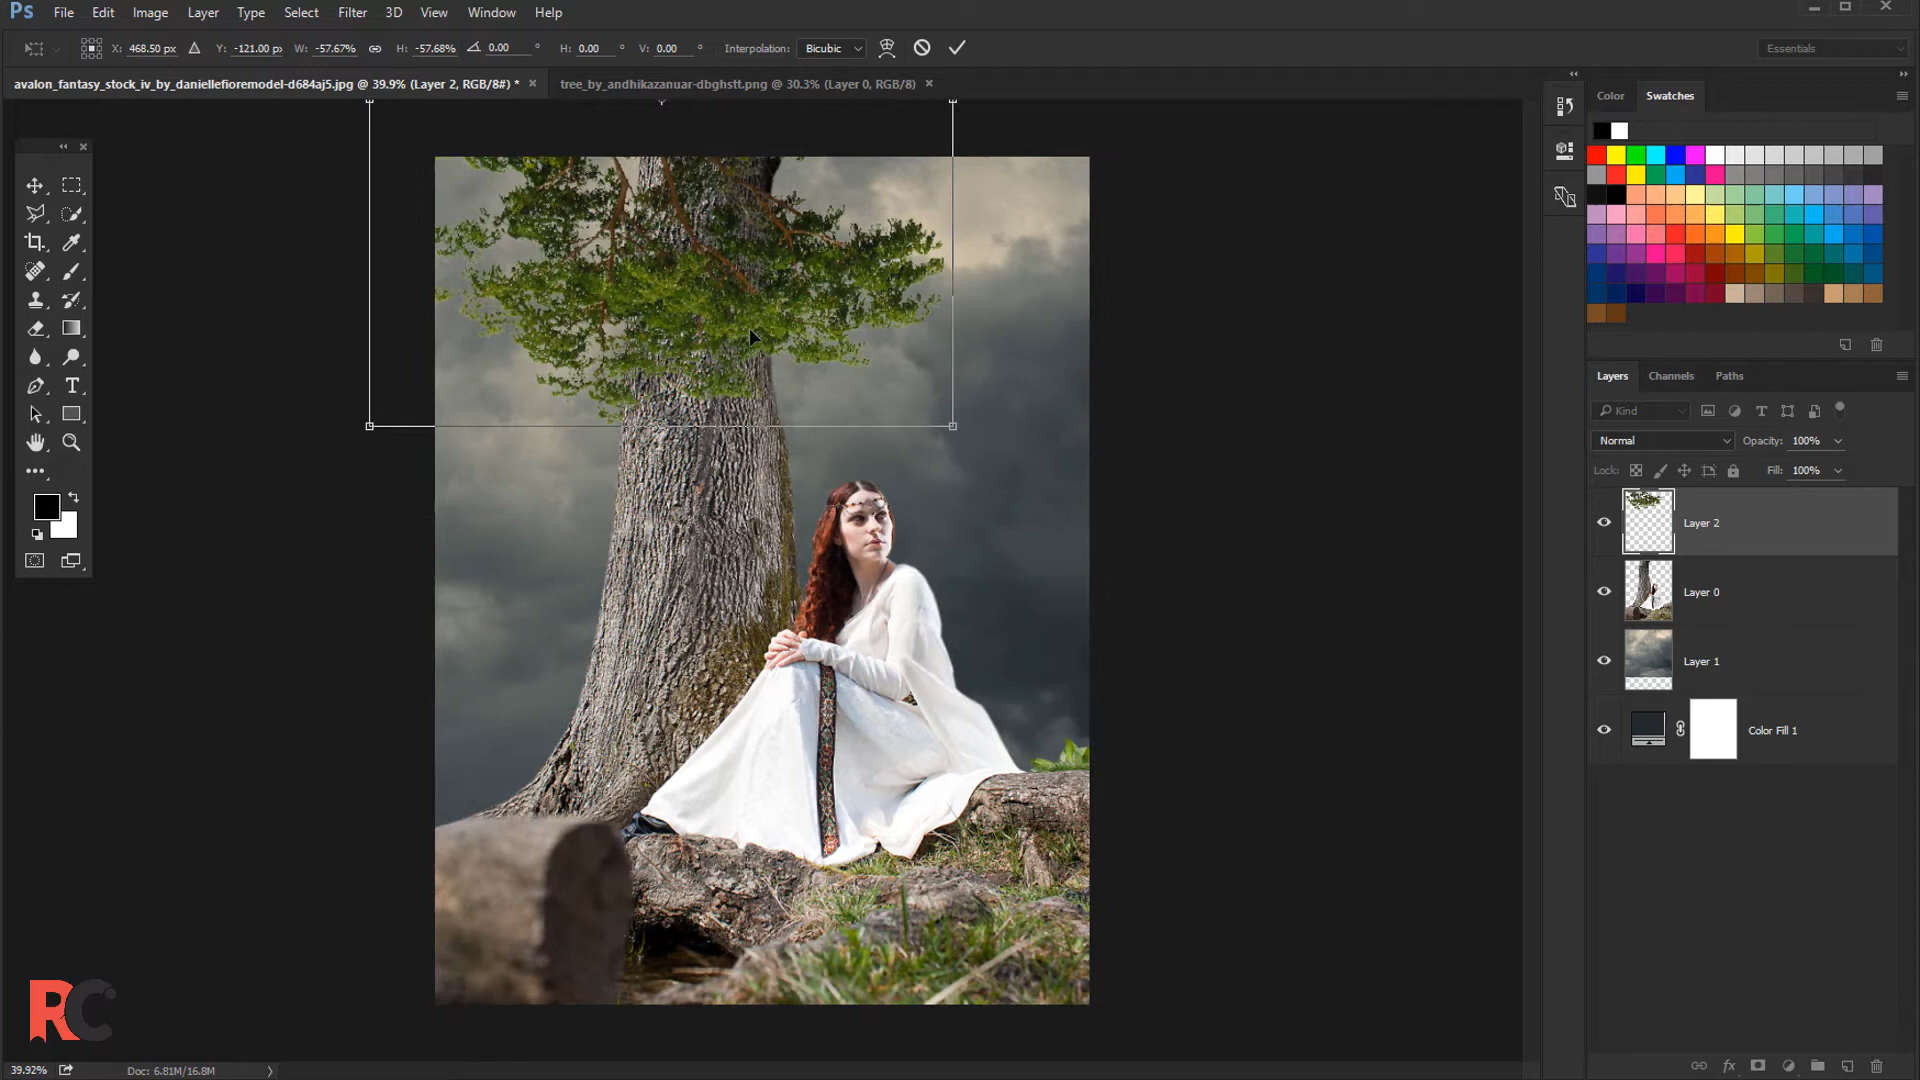 Ps File Edit Image Layer Type Select Filter 3D View Window Help
X: 468.50 px Y: -121.00 p W: -57.67% H: -57.68% 0.00 ° H: 0.00 ° V: 0.00 ° Interpolation: Bicubic Essentials
avalon_fantasy_stock_iv_by_daniellefioremodel-d684aj5.jpg @ 39.9% (Layer 2, RGB/8#) * × tree_by_andhikazanuar-dbghstt.png @ 30.3% (Layer 0, RGB/8) ×
Color Swatches
Layers Channels Paths
Kind
Normal Opacity: 100%
Lock: Fill: 100%
Layer 2
Layer 0
Layer 1
Color Fill 1
RC
39.92% Doc: 6.81M/16.8M